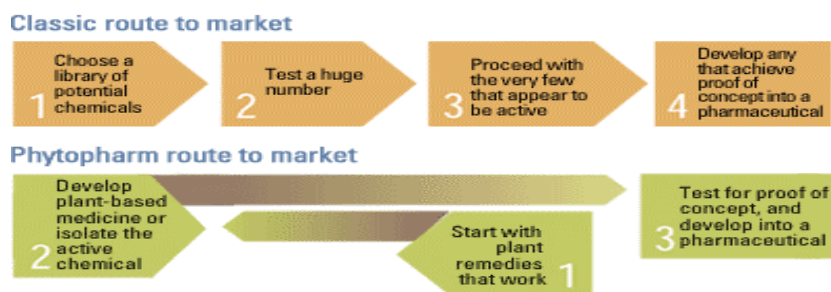 Classic route to market
1
Choose a
library of
potential
chemicals
2
Test a huge
number
3
Proceed with
the very few
that appear to
be active
4
Develop any
that achieve
proof of
concept into a
pharmaceutical
Phytopharm route to market
2
Develop
plant-based
medicine or
isolate the
active
chemical
Start with
plant
remedies
that work
1
3
Test for proof of
concept, and
develop into a
pharmaceutical